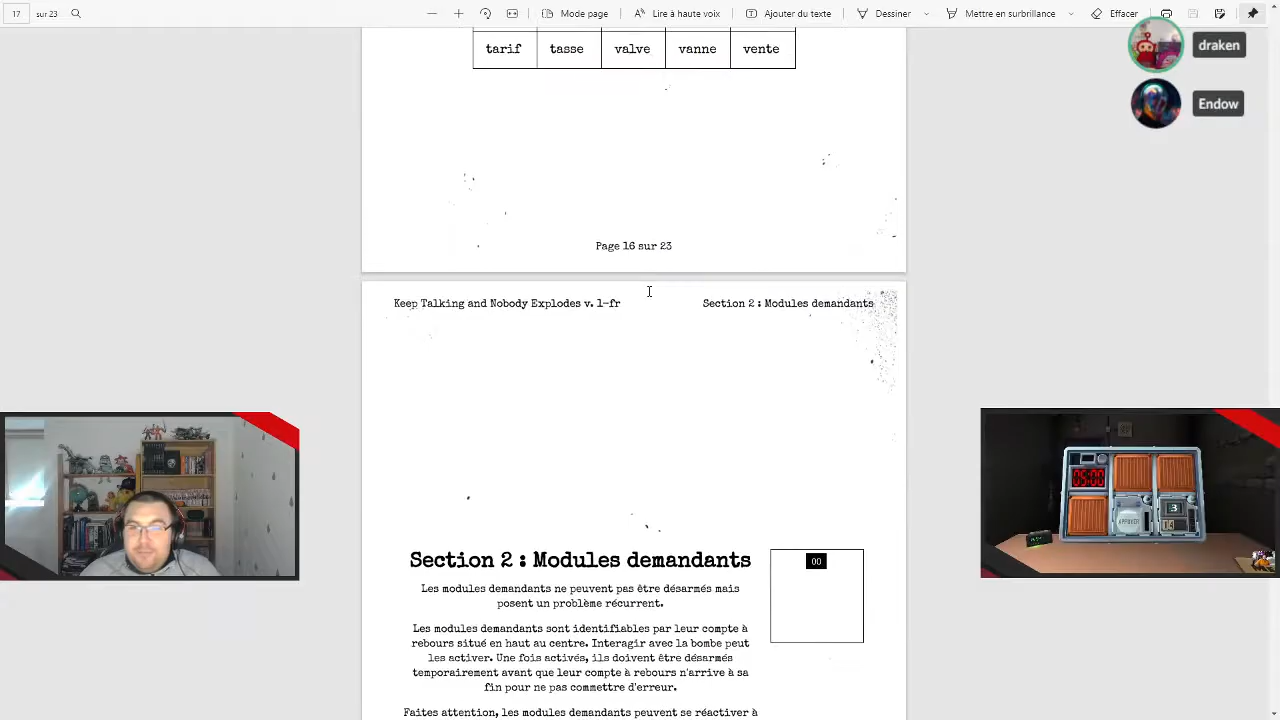 17
sur 23
Mode page
Lire à haute voix
Ajouter du texte
Dessiner
Mettre en surbrillance
Effacer
draken
Endow
tarif tasse valve vanne vente
Page 16 sur 23
Keep Talking and Nobody Explodes v. 1-fr
Section 2 : Modules demandants
Section 2 : Modules demandants
00
Les modules demandants ne peuvent pas être désarmés mais
posent un problème récurrent.
Les modules demandants sont identifiables par leur compte à
rebours situé en haut au centre. Interagir avec la bombe peut
les activer. Une fois activés, ils doivent être désarmés
temporairement avant que leur compte à rebours n'arrive à sa
fin pour ne pas commettre d'erreur.
Faites attention, les modules demandants peuvent se réactiver à
05:00
3